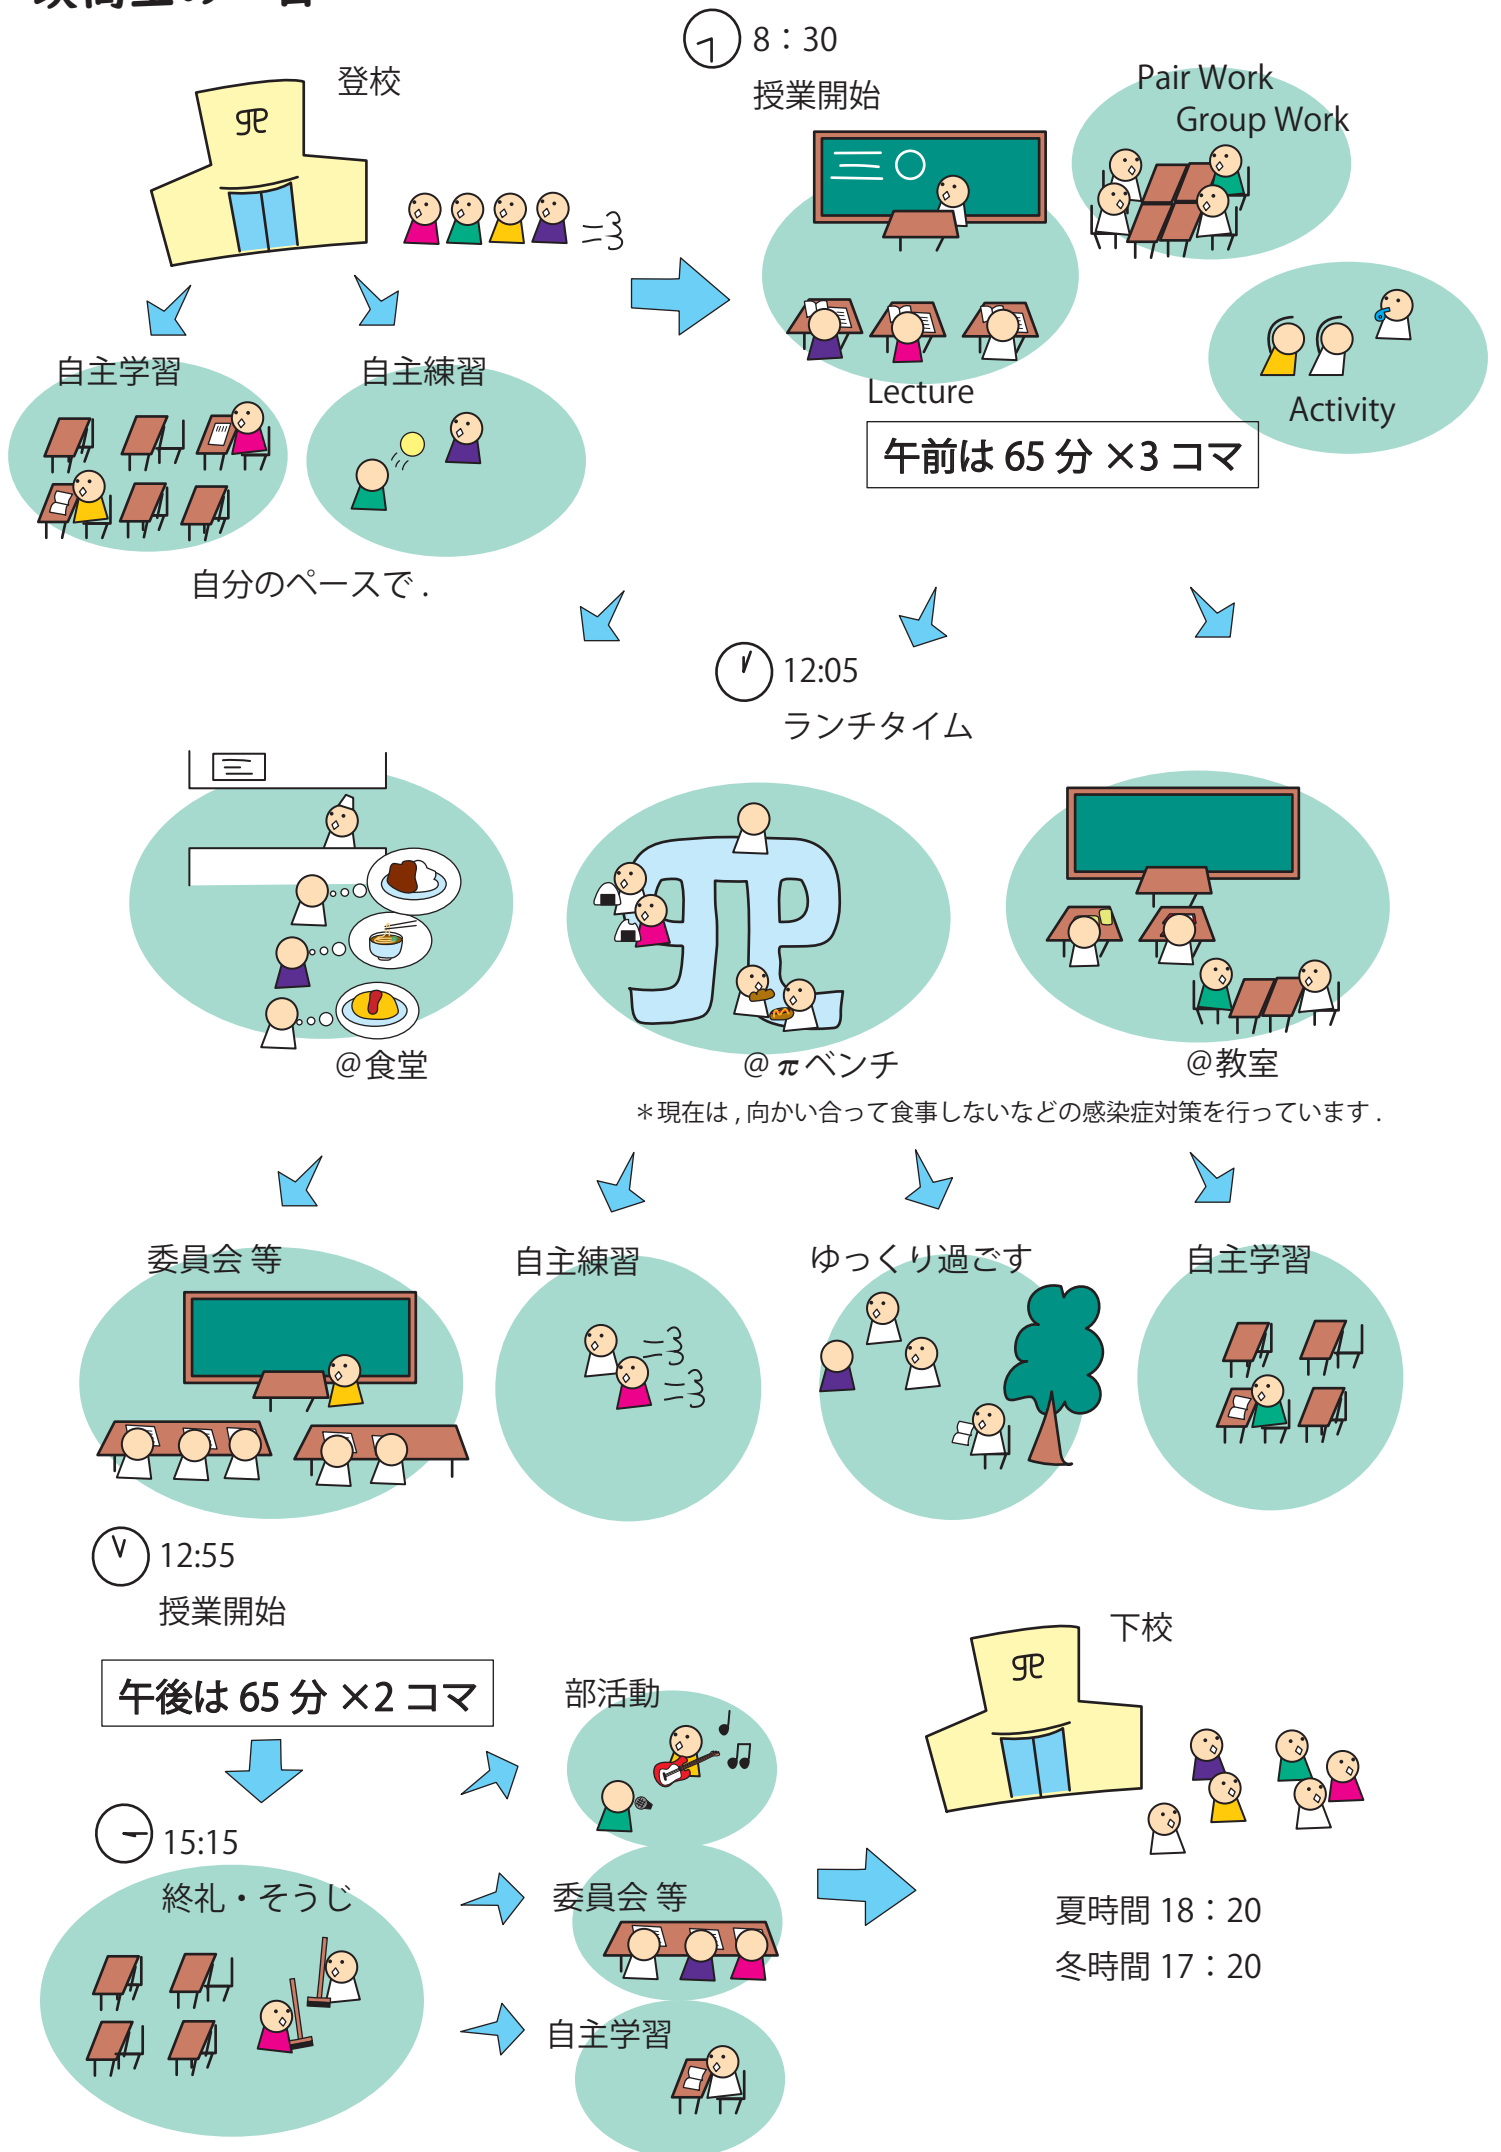 登校
8：30
授業開始
Pair Work
Group Work
Lecture
Activity
午前は 65 分 ×3 コマ
自主学習
自主練習
自分のペースで .
12:05
ランチタイム
@食堂
@ πベンチ
@教室
＊現在は , 向かい合って食事しないなどの感染症対策を行っています .
委員会 等
自主練習
ゆっくり過ごす
自主学習
12:55
授業開始
午後は 65 分 ×2 コマ
15:15
終礼・そうじ
部活動
委員会 等
自主学習
下校
夏時間 18：20
冬時間 17：20